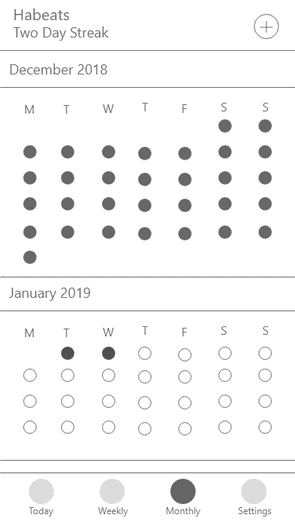 Habeats
Two Day Streak
December 2018
M T W T F S S
January 2019
M T W T F S S
Today Weekly Monthly Settings